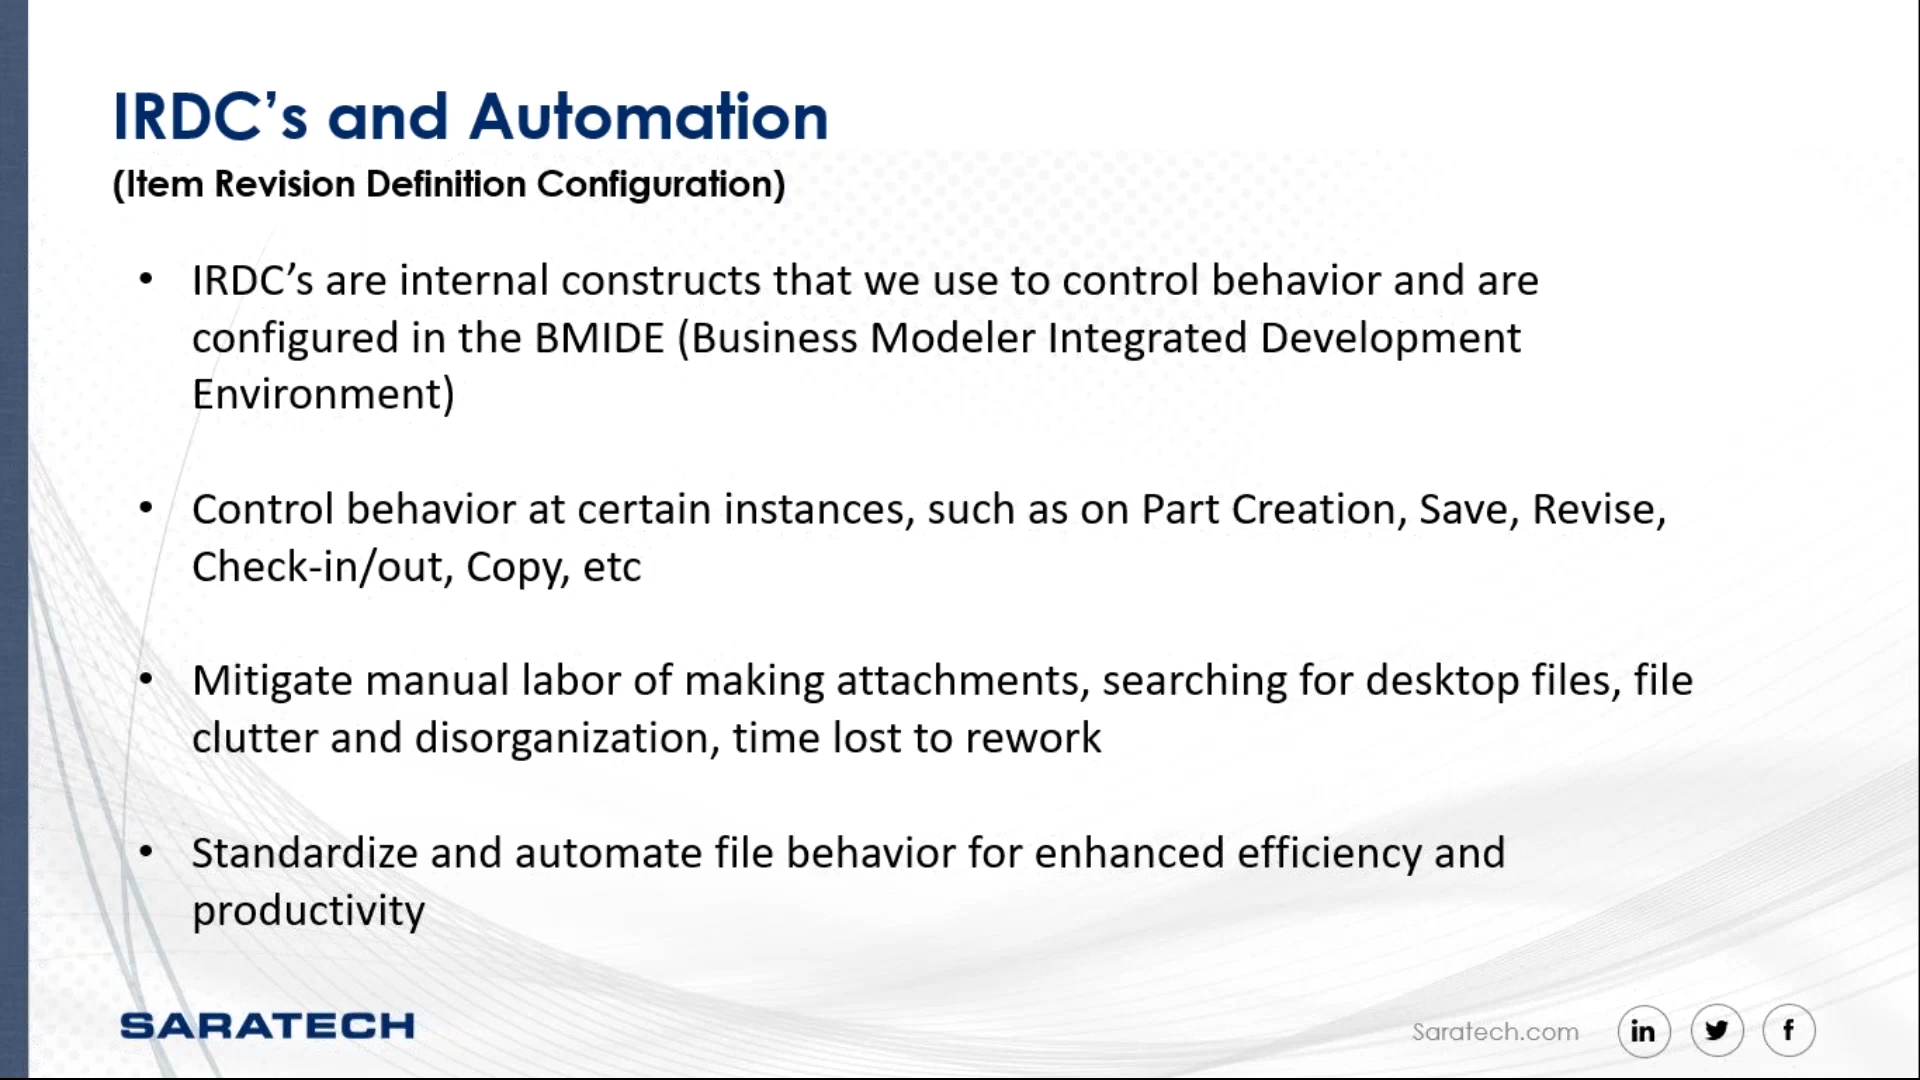 IRDC’s and Automation
(Item Revision Definition Configuration)
• IRDC’s are internal constructs that we use to control behavior and are
configured in the BMIDE (Business Modeler Integrated Development
Environment)
• Control behavior at certain instances, such as on Part Creation, Save, Revise,
Check-in/out, Copy, etc
• Mitigate manual labor of making attachments, searching for desktop files, file
clutter and disorganization, time lost to rework
• Standardize and automate file behavior for enhanced efficiency and
productivity
SARATECH
Saratech.com
in
f